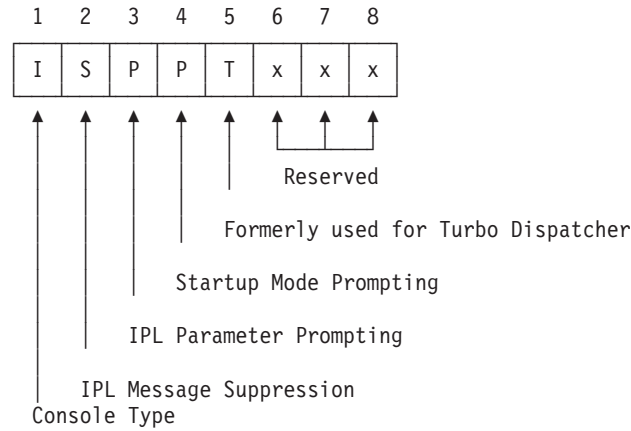 1 2 3 4 5 6 7 8
I S P P T x x x
Reserved
Formerly used for Turbo Dispatcher
Startup Mode Prompting
IPL Parameter Prompting
IPL Message Suppression
Console Type